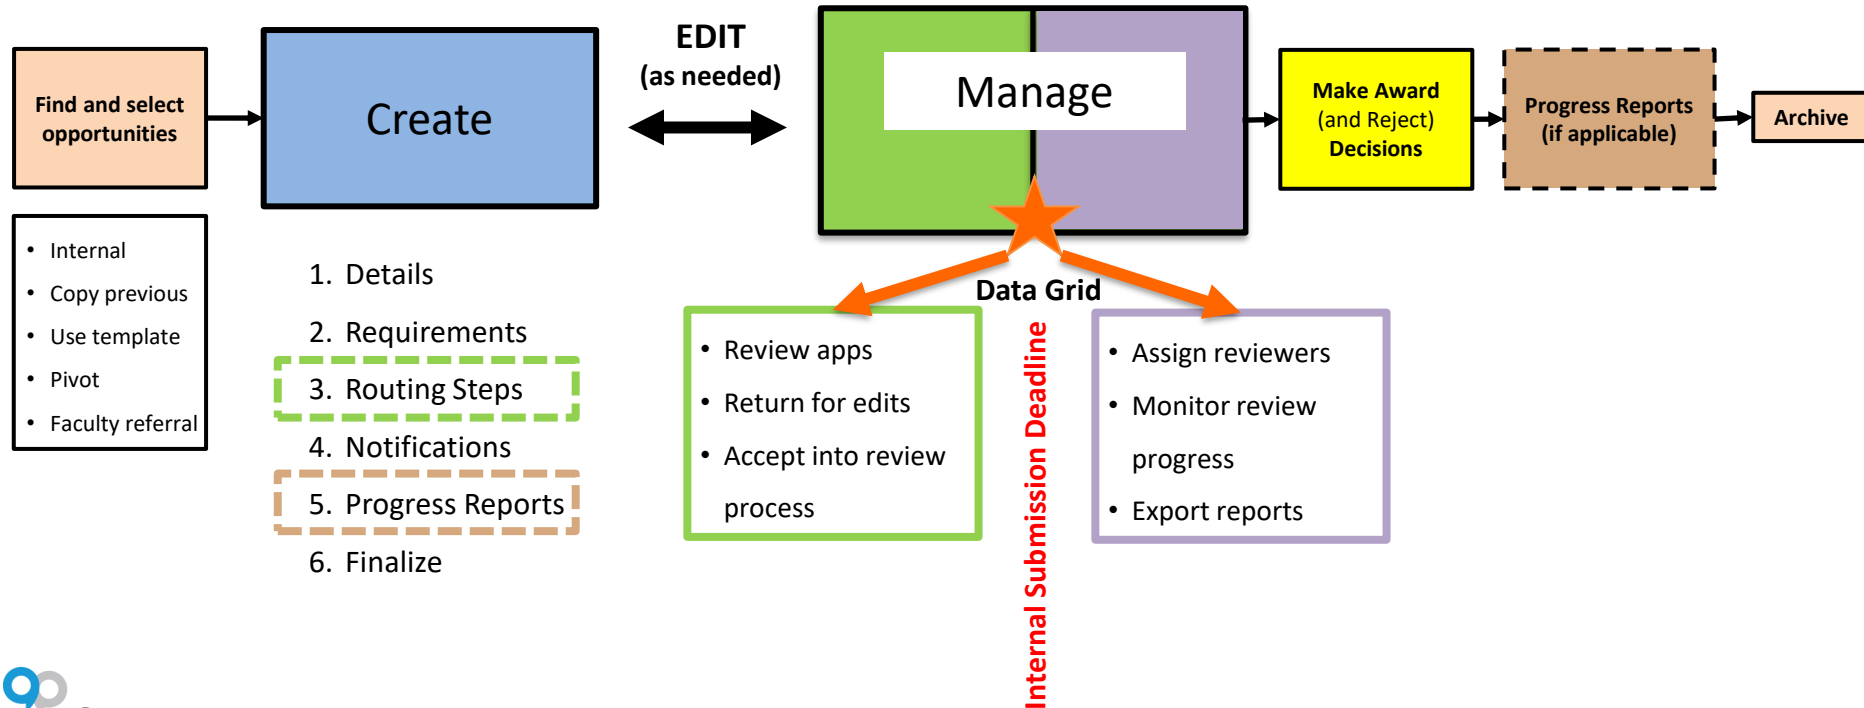 Find and select
opportunities
• Internal
• Copy previous
• Use template
• Pivot
• Faculty referral
Create
1. Details
2. Requirements
3. Routing Steps
4. Notifications
5. Progress Reports
6. Finalize
EDIT
(as needed)
Manage
Data Grid
• Review apps
• Return for edits
• Accept into review
process
Internal Submission Deadline
• Assign reviewers
• Monitor review
progress
• Export reports
Make Award
(and Reject)
Decisions
Progress Reports
(if applicable)
Archive